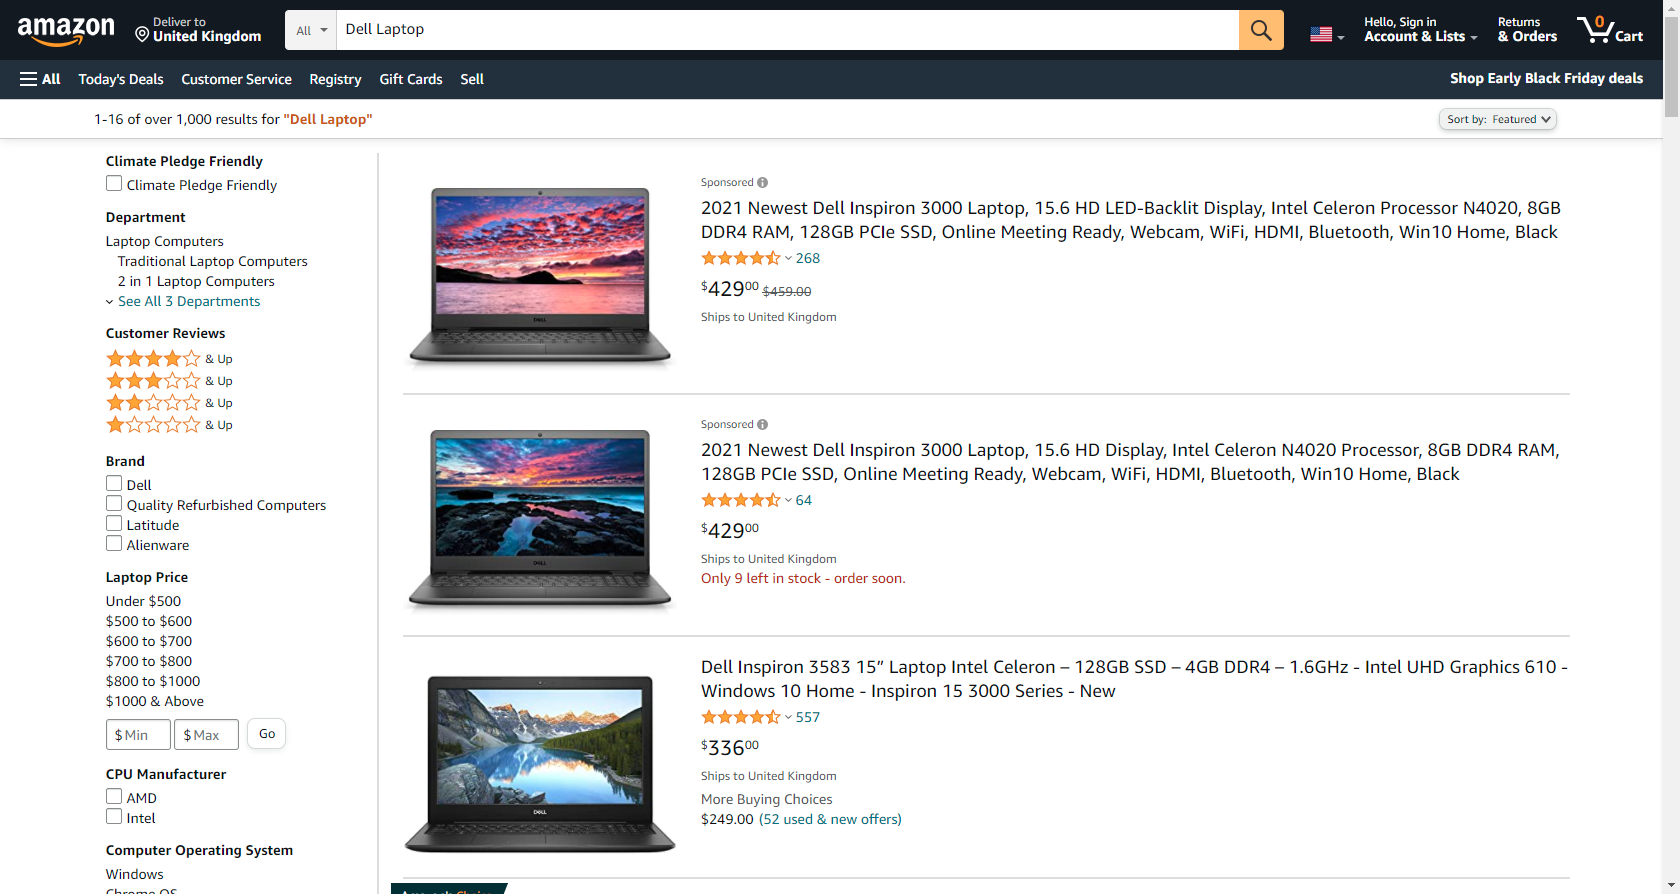 amazon
Deliver to
United Kingdom
All
Dell Laptop
Hello, Sign in
Account & Lists
Returns
& Orders
0
Cart
All
Today's Deals
Customer Service
Registry
Gift Cards
Sell
Shop Early Black Friday deals
1-16 of over 1,000 results for "Dell Laptop"
Sort by: Featured
Climate Pledge Friendly
Climate Pledge Friendly
Department
Laptop Computers
Traditional Laptop Computers
2 in 1 Laptop Computers
See All 3 Departments
Customer Reviews
& Up
& Up
& Up
& Up
Brand
Dell
Quality Refurbished Computers
Latitude
Alienware
Laptop Price
Under $500
$500 to $600
$600 to $700
$700 to $800
$800 to $1000
$1000 & Above
$ Min
$ Max
Go
CPU Manufacturer
AMD
Intel
Computer Operating System
Windows
Chrome OS
DELL
Sponsored
2021 Newest Dell Inspiron 3000 Laptop, 15.6 HD LED-Backlit Display, Intel Celeron Processor N4020, 8GB
DDR4 RAM, 128GB PCIe SSD, Online Meeting Ready, Webcam, WiFi, HDMI, Bluetooth, Win10 Home, Black
268
$42900 $459.00
Ships to United Kingdom
DELL
Sponsored
2021 Newest Dell Inspiron 3000 Laptop, 15.6 HD Display, Intel Celeron N4020 Processor, 8GB DDR4 RAM,
128GB PCIe SSD, Online Meeting Ready, Webcam, WiFi, HDMI, Bluetooth, Win10 Home, Black
64
$42900
Ships to United Kingdom
Only 9 left in stock - order soon.
DELL
Dell Inspiron 3583 15” Laptop Intel Celeron – 128GB SSD – 4GB DDR4 – 1.6GHz - Intel UHD Graphics 610 -
Windows 10 Home - Inspiron 15 3000 Series - New
557
$33600
Ships to United Kingdom
More Buying Choices
$249.00 (52 used & new offers)